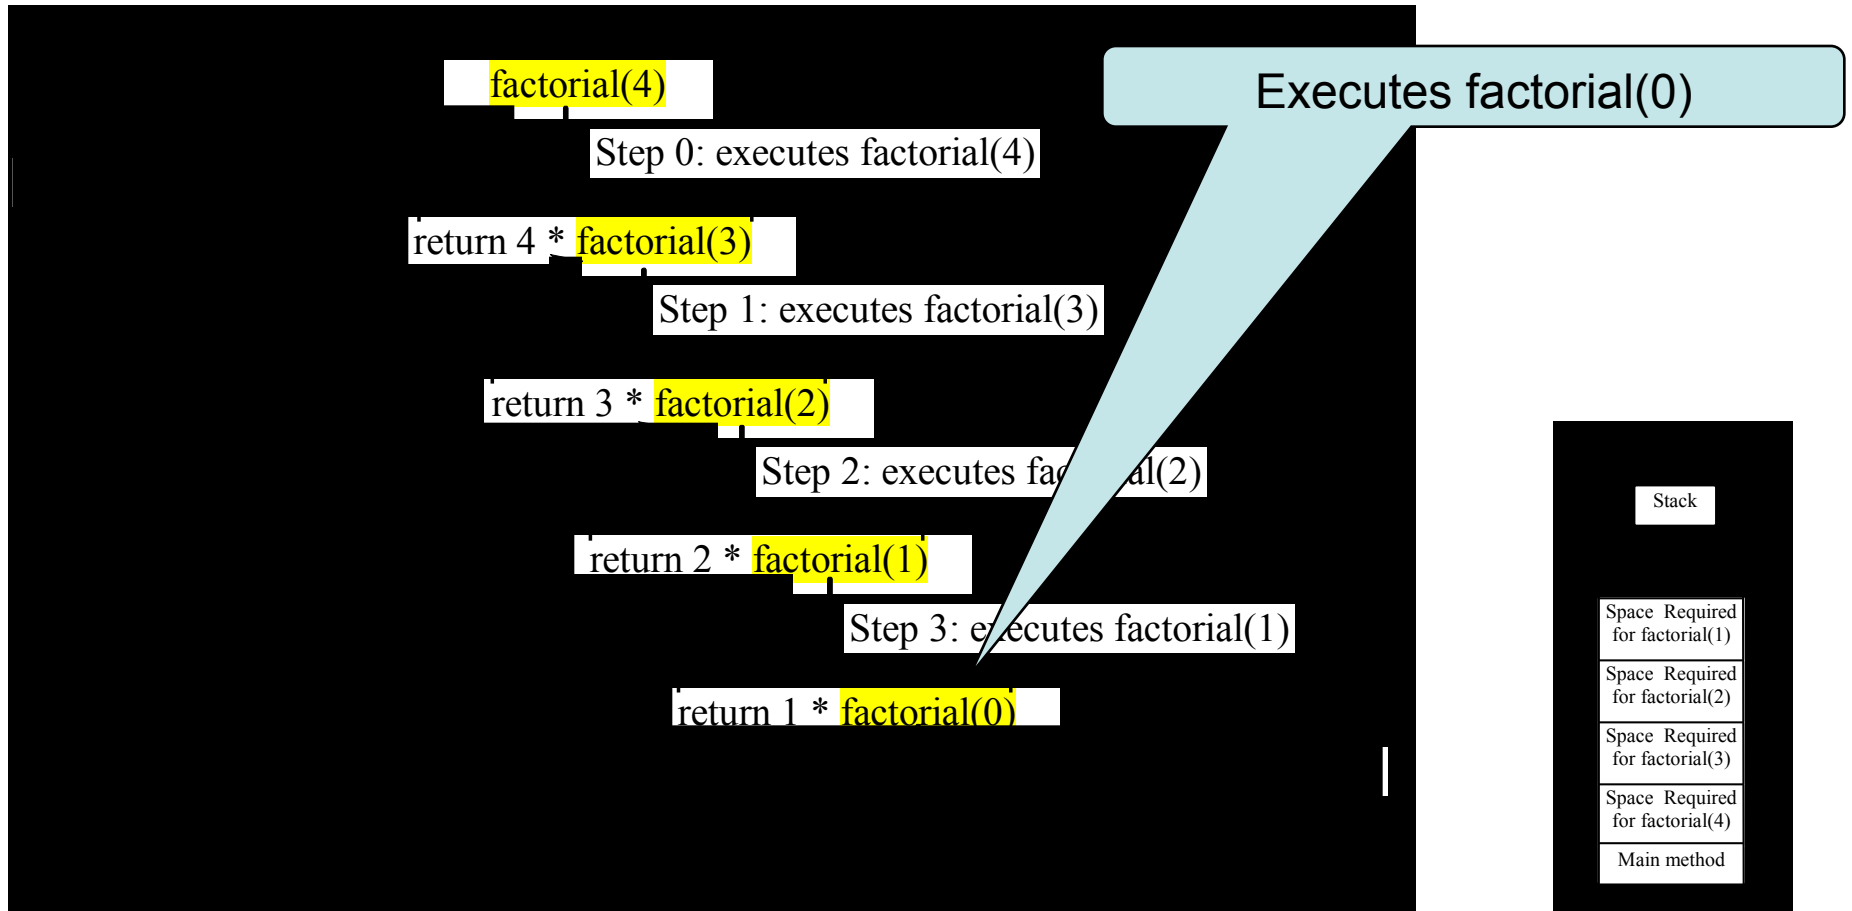 factorial(4)
Executes factorial(0)
Step 0: executes factorial(4)
return 4 * factorial(3)
Step 1: executes factorial(3)
return 3 * factorial(2)
Step 2: executes fac al(2)
return 2 * factorial(1)
Step 3: executes factorial(1)
return 1 * factorial(0)
Stack
Space Required
for factorial(1)
Space Required
for factorial(2)
Space Required
for factorial(3)
Space Required
for factorial(4)
Main method